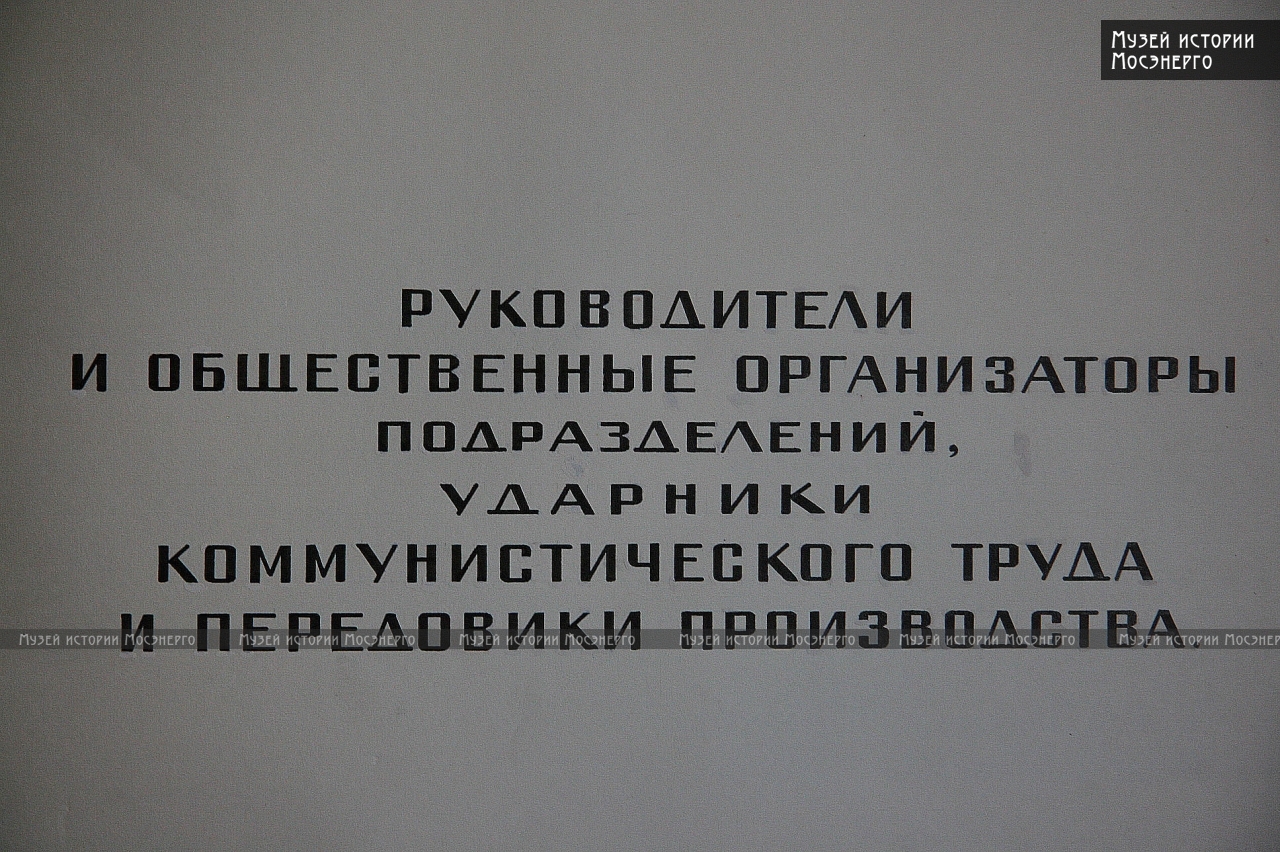 Музей истории
Мосэнерго
РУКОВОДИТЕЛИ
И ОБЩЕСТВЕННЫЕ ОРГАНИЗАТОРЫ
ПОДРАЗДЕЛЕНИЙ,
УДАРНИКИ
КОММУНИСТИЧЕСКОГО ТРУДА
И ПЕРЕДОВИКИ ПРОИЗВОДСТВА.
Музей истории Мосэнерго Музей истории Мосэнерго Музей истории Мосэнерго Музей истории Мосэнерго Музей истории Мосэнерго Музей истории Мосэнер